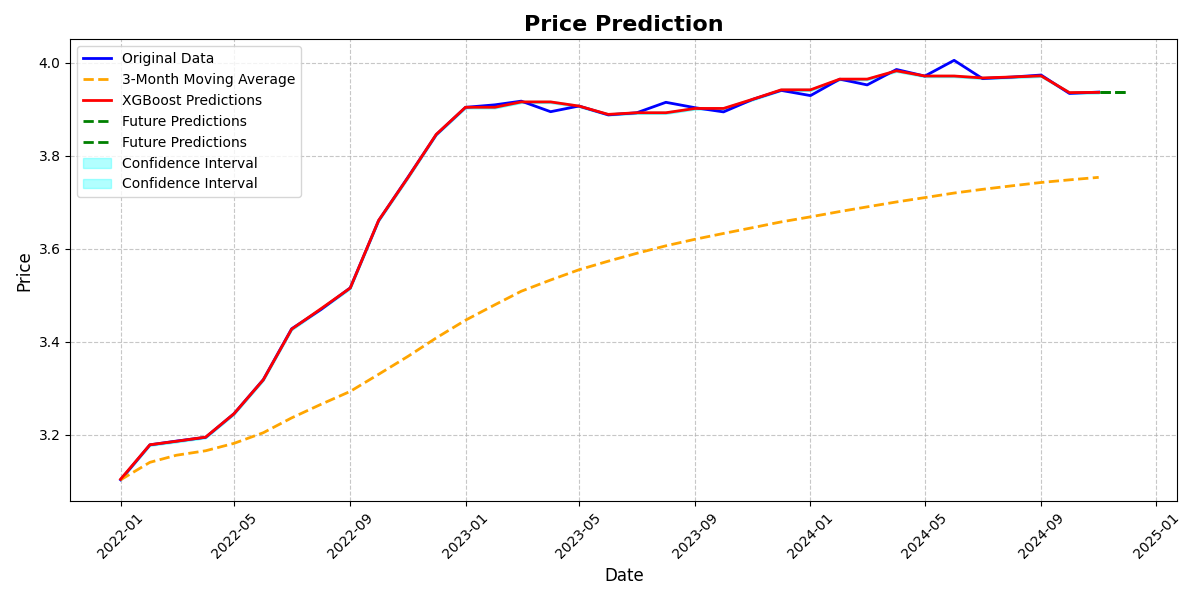 Price Prediction
Original Data
3-Month Moving Average
XGBoost Predictions
Future Predictions
Future Predictions
Confidence Interval
Confidence Interval
4.0
3.8
3.6
3.4
3.2
Price
2022-01
2022-05
2022-09
2023-01
2023-05
2023-09
2024-01
2024-05
2024-09
2025-01
Date